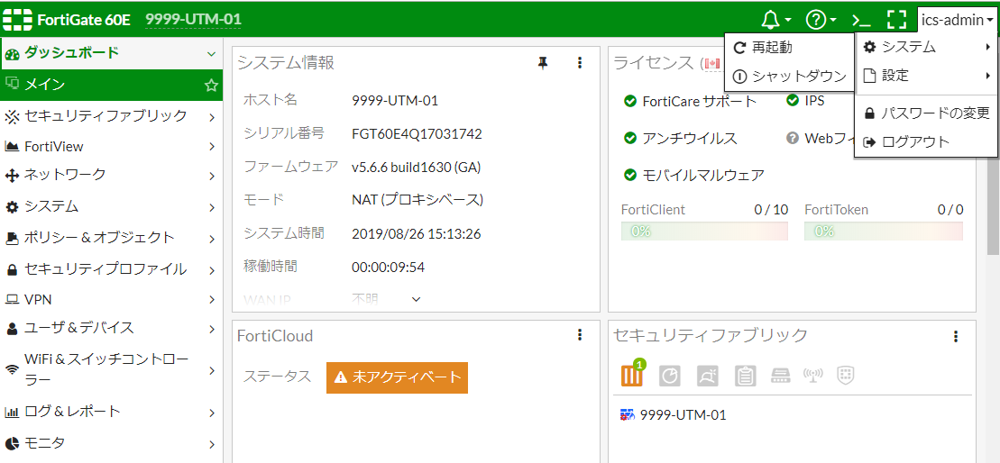 FortiGate 60E 9999-UTM-01
ics-admin
再起動
シャットダウン
システム
設定
パスワードの変更
ログアウト
ダッシュボード
メイン
セキュリティファブリック
FortiView
ネットワーク
システム
ポリシー & オブジェクト
セキュリティプロファイル
VPN
ユーザ & デバイス
WiFi & スイッチコントロー
ラー
ログ & レポート
モニタ
システム情報
ホスト名 9999-UTM-01
シリアル番号 FGT60E4Q17031742
ファームウェア v5.6.6 build1630 (GA)
モード NAT (プロキシベース)
システム時間 2019/08/26 15:13:26
稼働時間 00:00:09:54
WAN IP 不明
ライセンス (
FortiCare サポート IPS
アンチウイルス Webフィ
モバイルマルウェア
FortiClient 0 / 10 FortiToken 0 / 0
0% 0%
FortiCloud
ステータス 未アクティベート
セキュリティファブリック
1
9999-UTM-01